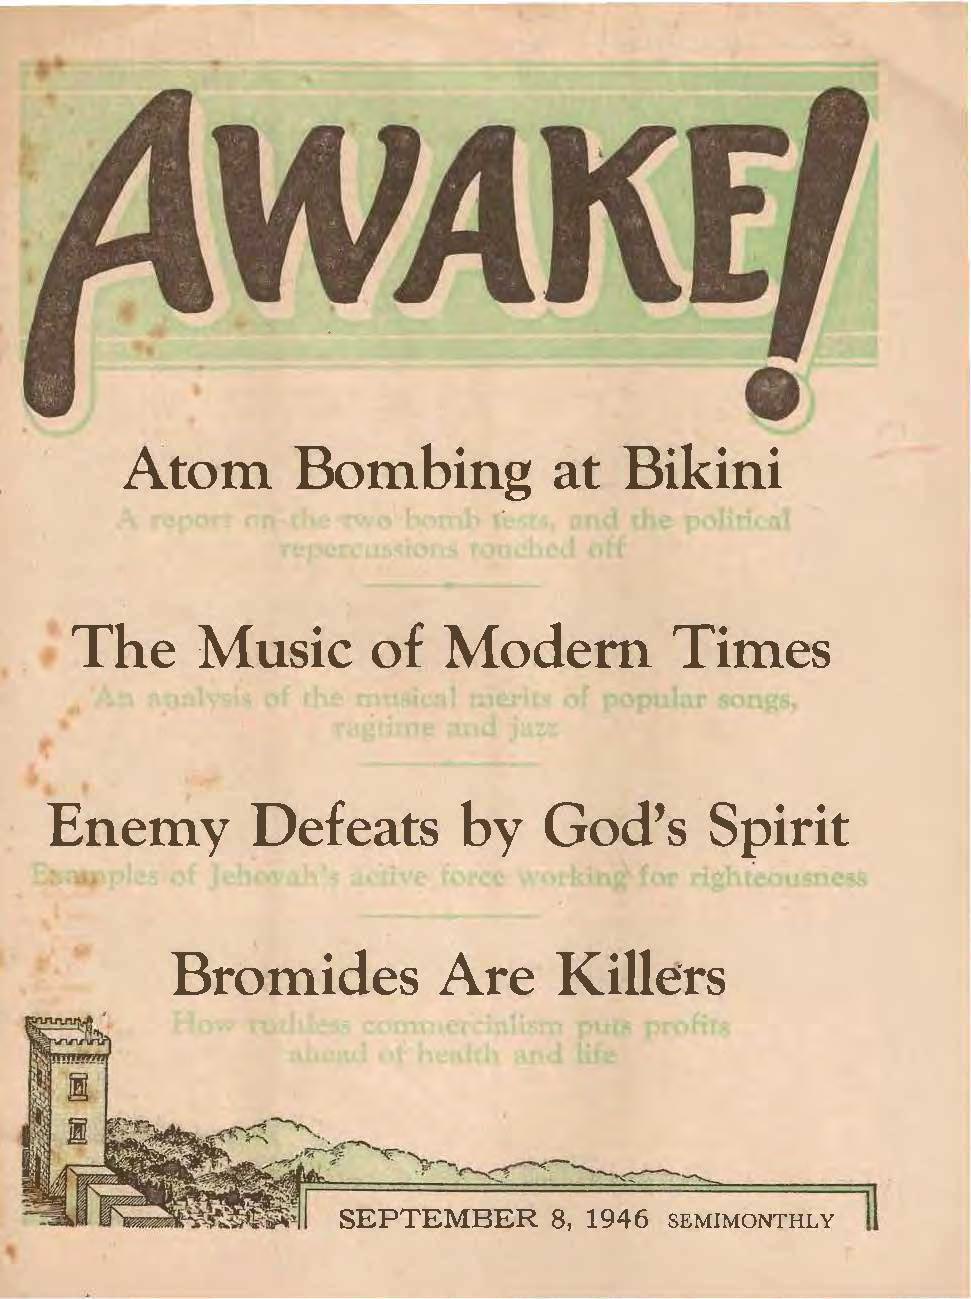 AWAKE!
Atom Bombing at Bikini
A report on the two bomb tests, and the political
repercussions touched off
The Music of Modern Times
An analysis of the musical merits of popular songs,
ragtime and jazz
Enemy Defeats by God's Spirit
Examples of Jehovah's active force working for righteousness
Bromides Are Killers
How ruthless commercialism puts profits
ahead of health and life
SEPTEMBER 8, 1946 SEMIMONTHLY